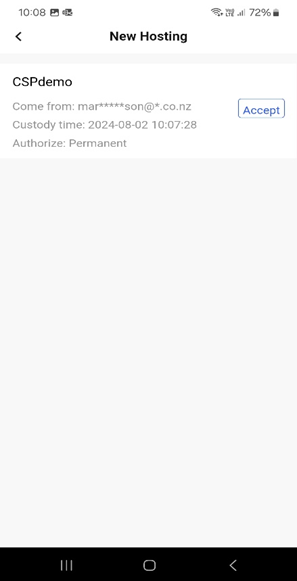 10:08 72%
New Hosting
CSPdemo
Come from: mar*****son@*.co.nz
Accept
Custody time: 2024-08-02 10:07:28
Authorize: Permanent